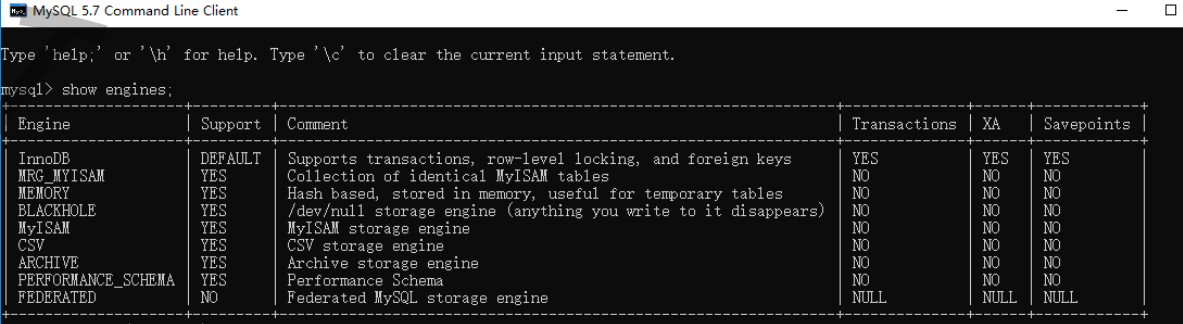 MySQL 5.7 Command Line Client
Type 'help;' or '\h' for help. Type '\c' to clear the current input statement.
mysql> show engines;
+--------------------+---------+----------------------------------------------------------------+--------------+------+------------+
| Engine | Support | Comment | Transactions | XA | Savepoints |
+--------------------+---------+----------------------------------------------------------------+--------------+------+------------+
| InnoDB | DEFAULT | Supports transactions, row-level locking, and foreign keys | YES | YES | YES |
| MRG_MYISAM | YES | Collection of identical MyISAM tables | NO | NO | NO |
| MEMORY | YES | Hash based, stored in memory, useful for temporary tables | NO | NO | NO |
| BLACKHOLE | YES | /dev/null storage engine (anything you write to it disappears) | NO | NO | NO |
| MyISAM | YES | MyISAM storage engine | NO | NO | NO |
| CSV | YES | CSV storage engine | NO | NO | NO |
| ARCHIVE | YES | Archive storage engine | NO | NO | NO |
| PERFORMANCE_SCHEMA | YES | Performance Schema | NO | NO | NO |
| FEDERATED | NO | Federated MySQL storage engine | NULL | NULL | NULL |
+--------------------+---------+----------------------------------------------------------------+--------------+------+------------+